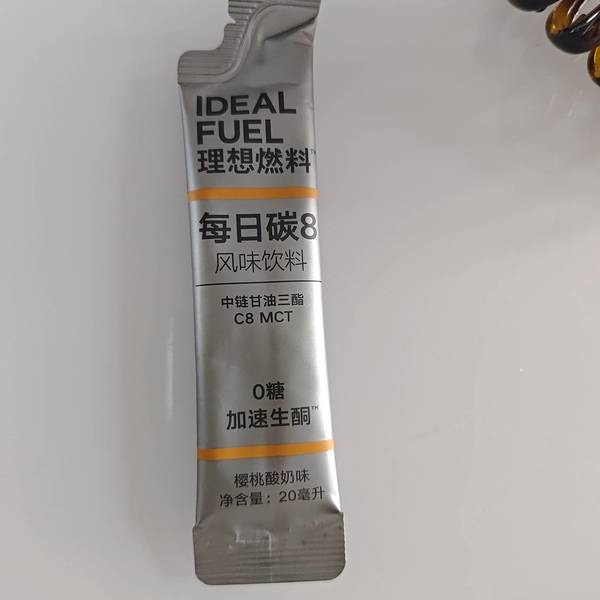 IDEAL
FUEL
理想燃料™
每日碳8
风味饮料
中链甘油三酯
C8 MCT
0糖
加速生酮™
樱桃酸奶味
净含量：20毫升